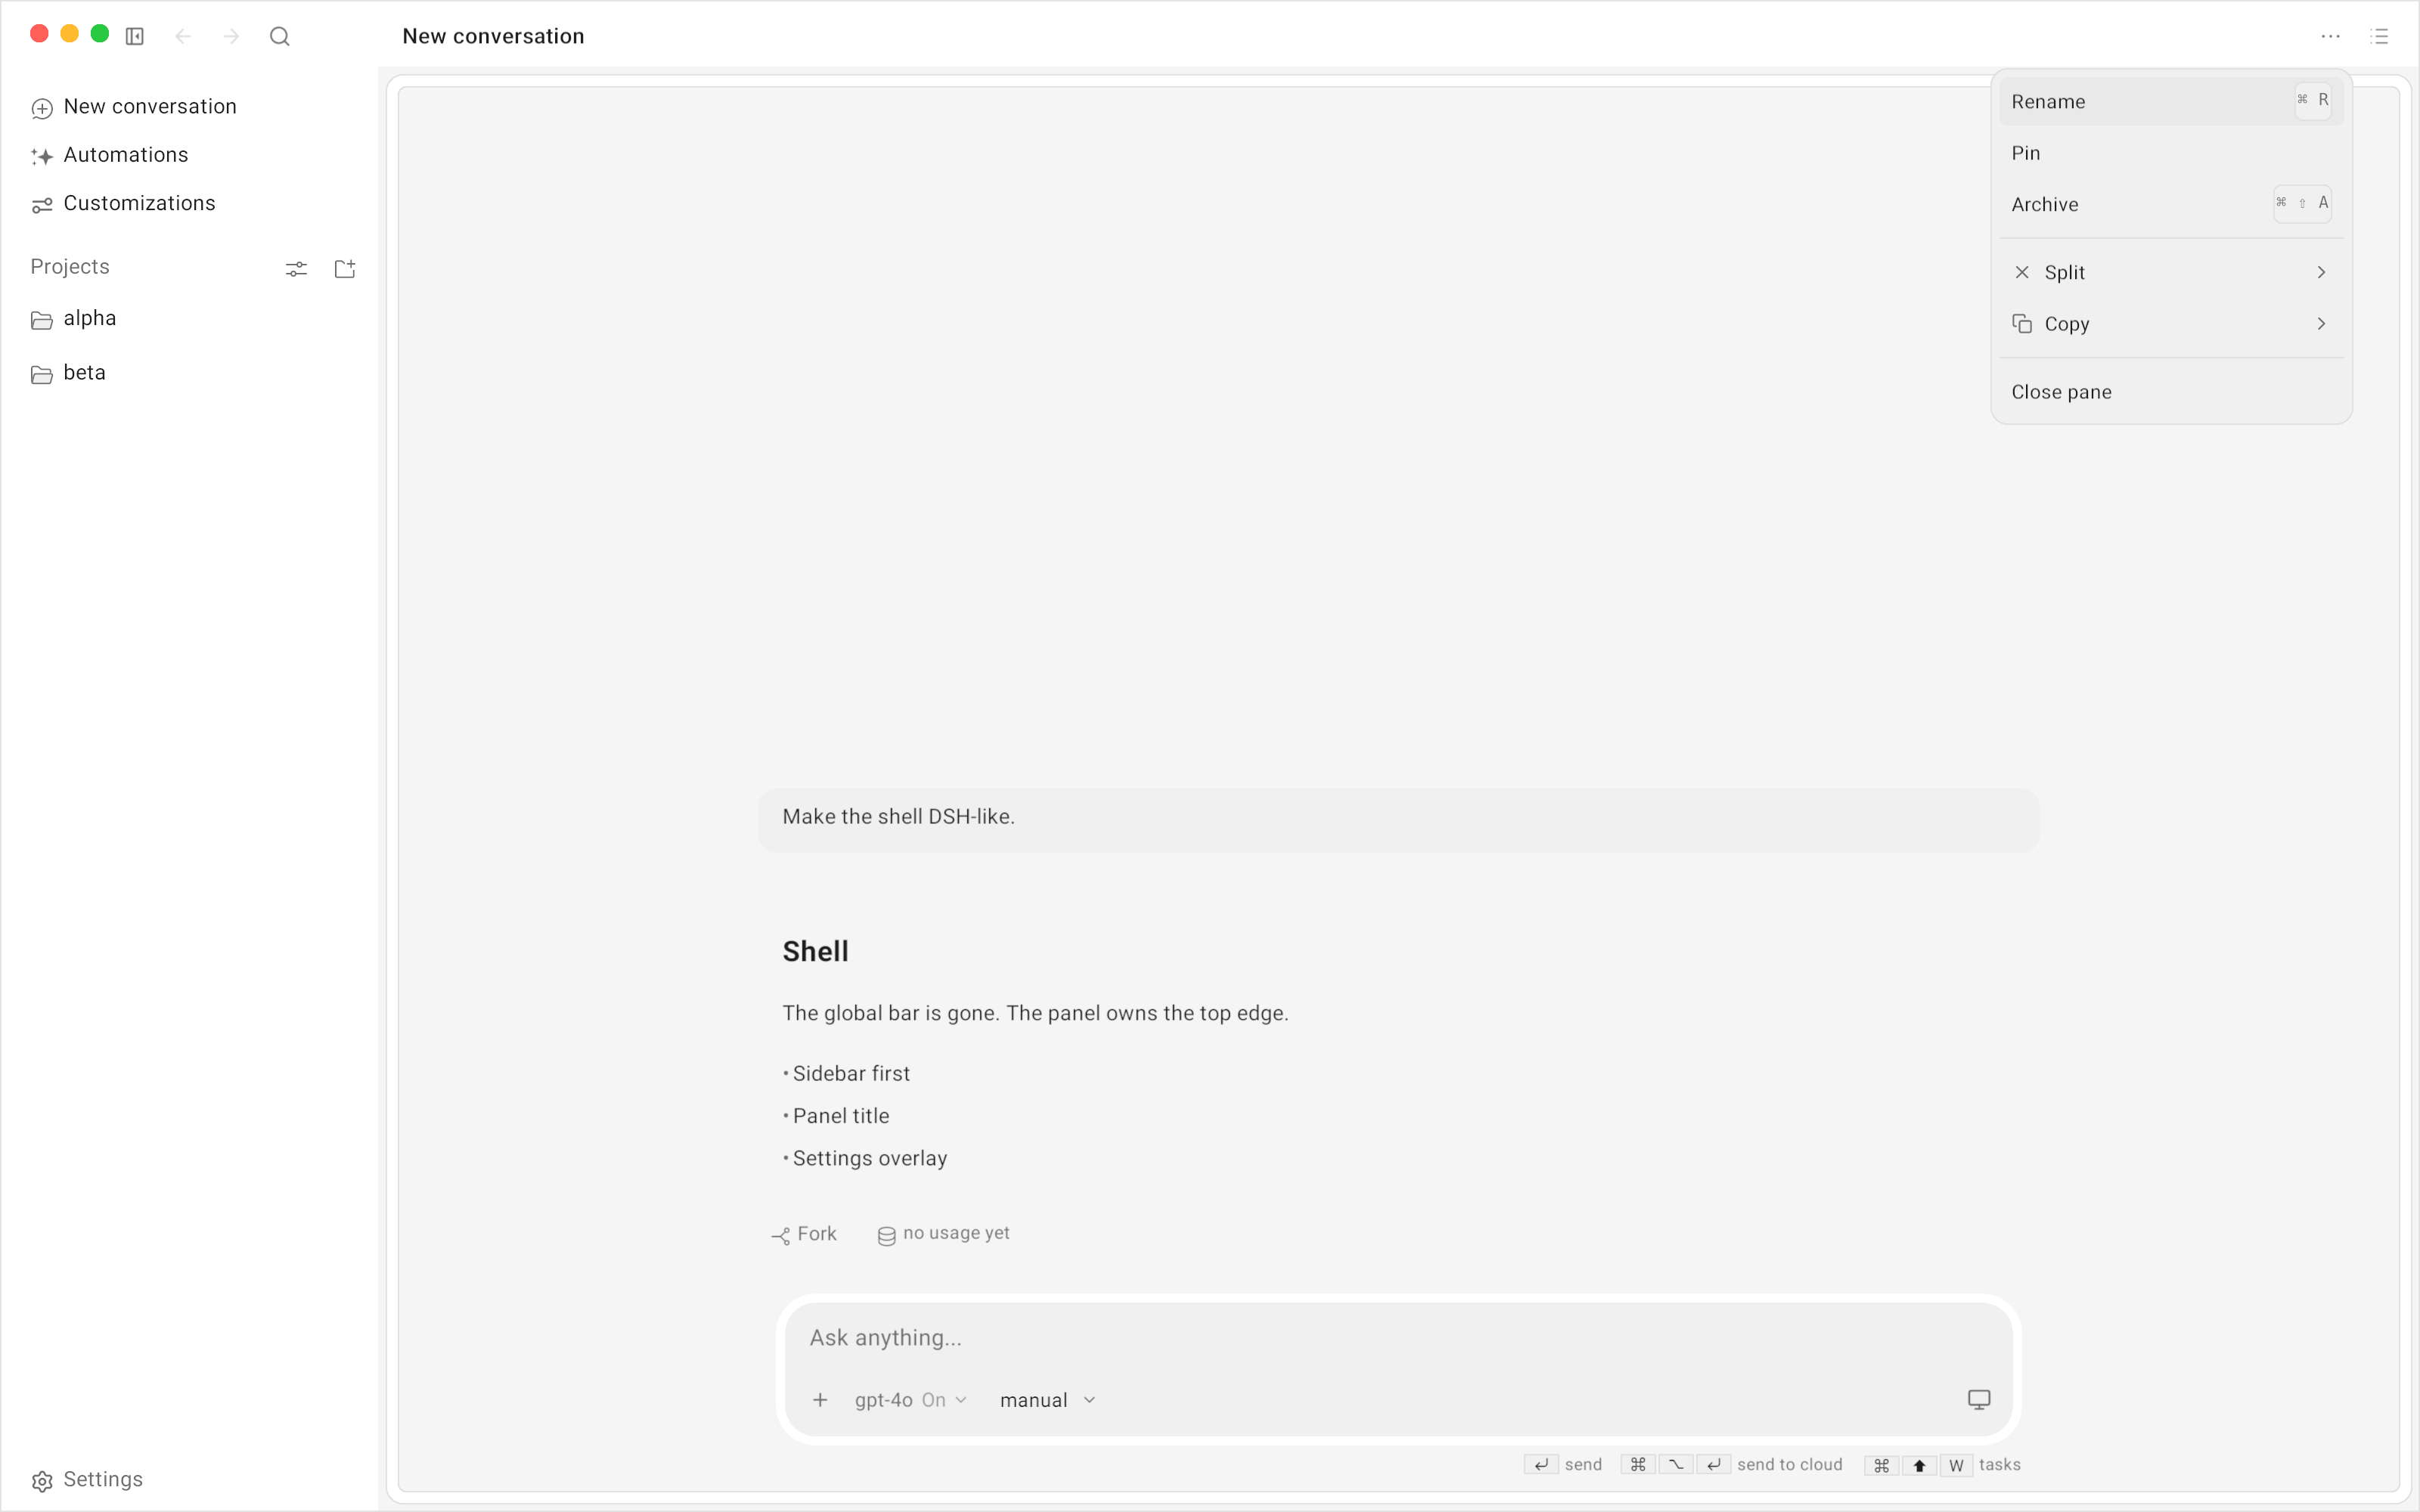 New conversation
New conversation
Automations
Customizations
Projects
alpha
beta
Settings
Rename ⌘ R
Pin
Archive ⌘ ⇧ A
Split
Copy
Close pane
Make the shell DSH-like.
Shell
The global bar is gone. The panel owns the top edge.
• Sidebar first
• Panel title
• Settings overlay
Fork no usage yet
Ask anything...
gpt-4o On manual
↵ send ⌘ ⌥ ↵ send to cloud ⌘ ⬆ W tasks